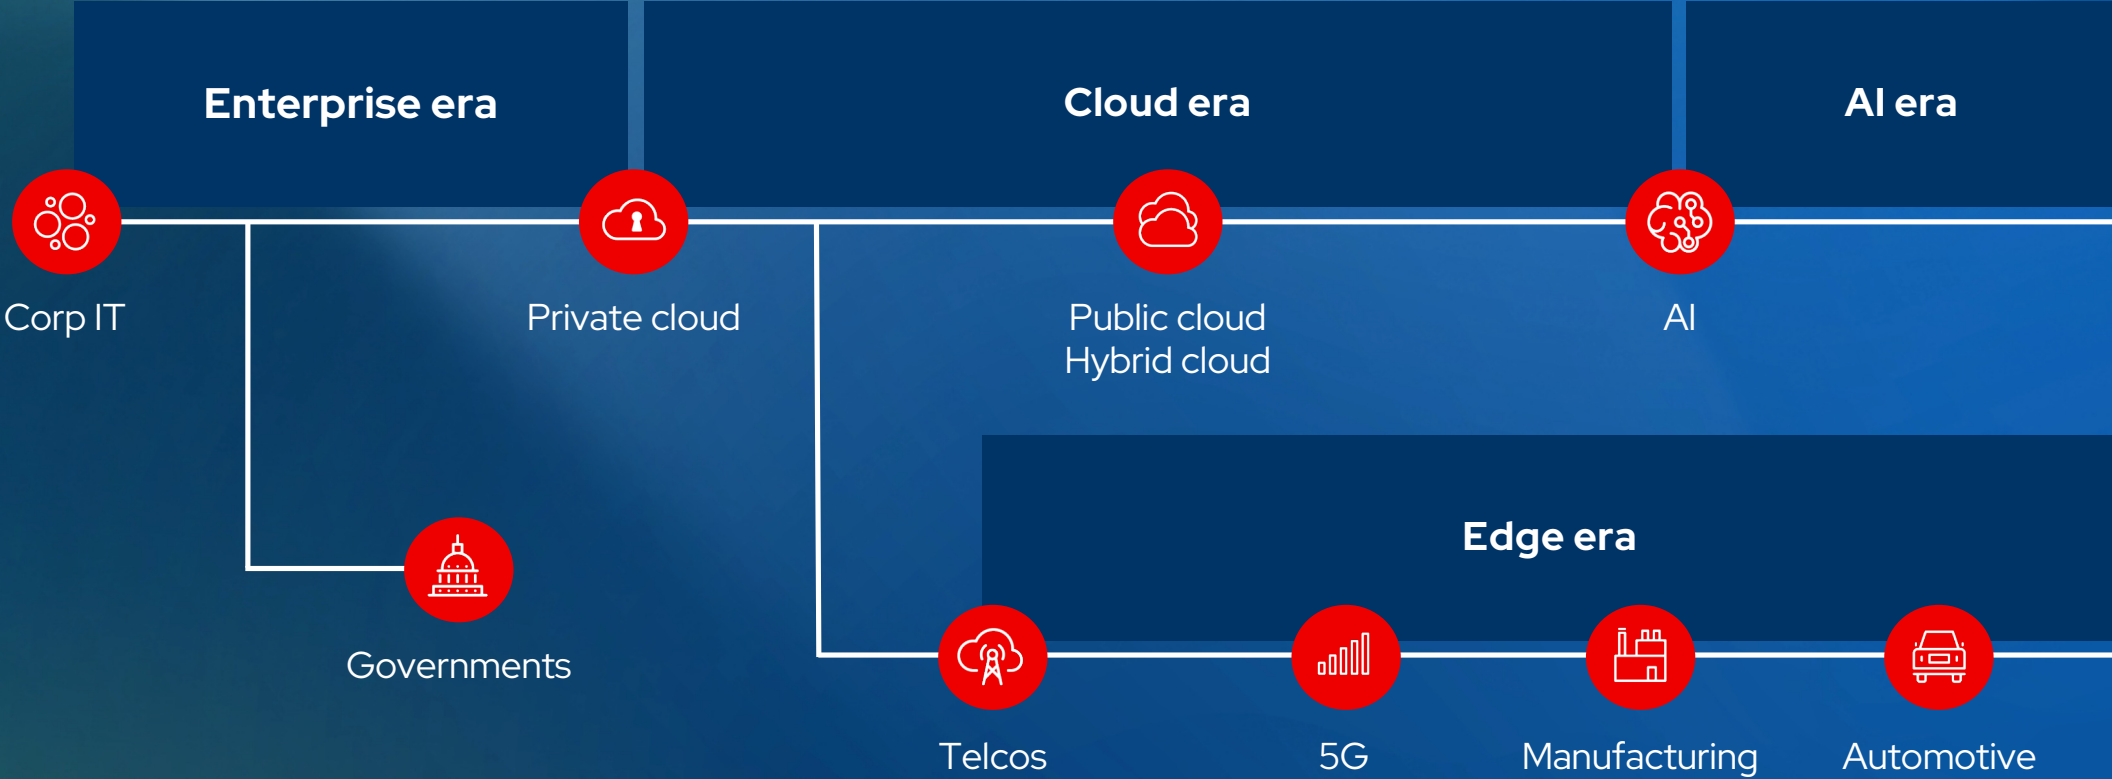 Enterprise era
Cloud era
AI era
Corp IT
Private cloud
Public cloud
Hybrid cloud
AI
Edge era
Governments
Telcos
5G
Manufacturing
Automotive